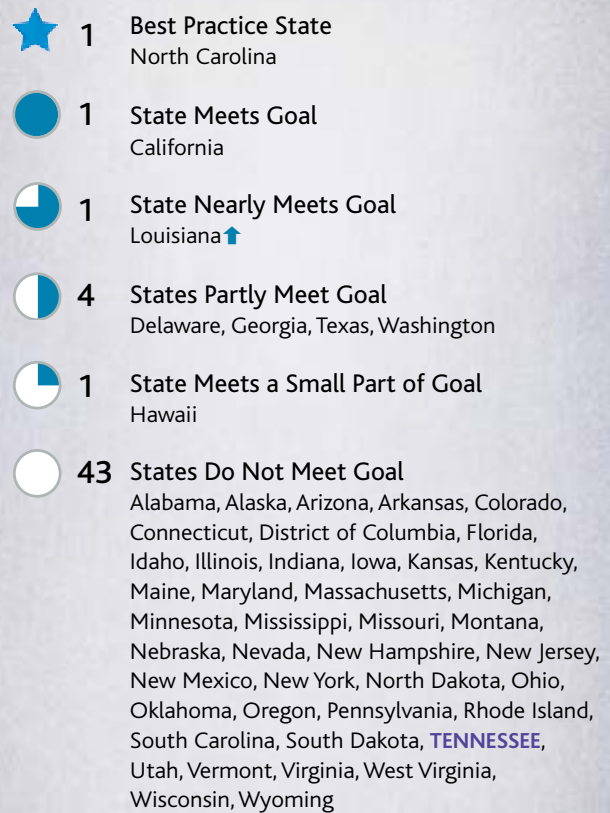 1 Best Practice State
North Carolina
1 State Meets Goal
California
1 State Nearly Meets Goal
Louisiana⬆
4 States Partly Meet Goal
Delaware, Georgia, Texas, Washington
1 State Meets a Small Part of Goal
Hawaii
43 States Do Not Meet Goal
Alabama, Alaska, Arizona, Arkansas, Colorado,
Connecticut, District of Columbia, Florida,
Idaho, Illinois, Indiana, Iowa, Kansas, Kentucky,
Maine, Maryland, Massachusetts, Michigan,
Minnesota, Mississippi, Missouri, Montana,
Nebraska, Nevada, New Hampshire, New Jersey,
New Mexico, New York, North Dakota, Ohio,
Oklahoma, Oregon, Pennsylvania, Rhode Island,
South Carolina, South Dakota, TENNESSEE,
Utah, Vermont, Virginia, West Virginia,
Wisconsin, Wyoming